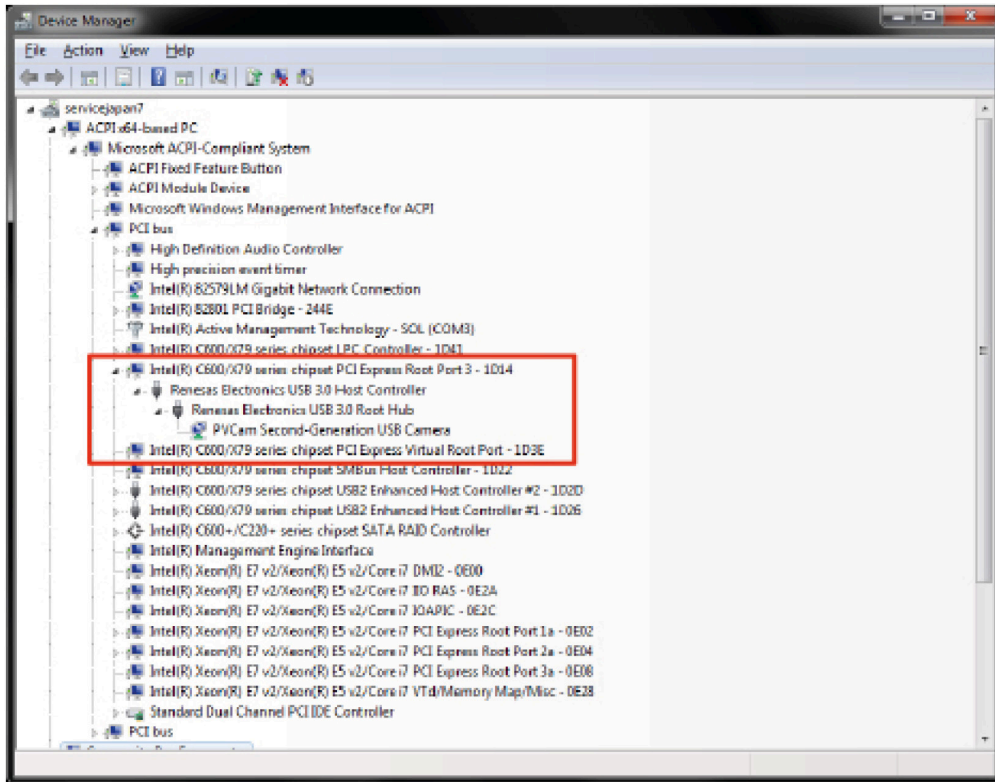 Device Manager
File Action View Help
servicejapan7
ACPI x64-based PC
Microsoft ACPI-Compliant System
ACPI Fixed Feature Button
ACPI Module Device
Microsoft Windows Management Interface for ACPI
PCI bus
High Definition Audio Controller
High precision event timer
Intel(R) 82579LM Gigabit Network Connection
Intel(R) 82801 PCI Bridge - 244E
Intel(R) Active Management Technology - SOL (COM3)
Intel(R) C600/X79 series chipset LPC Controller - 1D41
Intel(R) C600/X79 series chipset PCI Express Root Port 3 - 1D14
Renesas Electronics USB 3.0 Host Controller
Renesas Electronics USB 3.0 Root Hub
PVCam Second-Generation USB Camera
Intel(R) C600/X79 series chipset PCI Express Virtual Root Port - 1D3E
Intel(R) C600/X79 series chipset SMBus Host Controller - 1D22
Intel(R) C600/X79 series chipset USB2 Enhanced Host Controller #2 - 1D2D
Intel(R) C600/X79 series chipset USB2 Enhanced Host Controller #1 - 1D26
Intel(R) C600+/C220+ series chipset SATA RAID Controller
Intel(R) Management Engine Interface
Intel(R) Xeon(R) E7 v2/Xeon(R) E5 v2/Core i7 DMI2 - 0E00
Intel(R) Xeon(R) E7 v2/Xeon(R) E5 v2/Core i7 IIO RAS - 0E2A
Intel(R) Xeon(R) E7 v2/Xeon(R) E5 v2/Core i7 IOAPIC - 0E2C
Intel(R) Xeon(R) E7 v2/Xeon(R) E5 v2/Core i7 PCI Express Root Port 1a - 0E02
Intel(R) Xeon(R) E7 v2/Xeon(R) E5 v2/Core i7 PCI Express Root Port 2a - 0E04
Intel(R) Xeon(R) E7 v2/Xeon(R) E5 v2/Core i7 PCI Express Root Port 3a - 0E08
Intel(R) Xeon(R) E7 v2/Xeon(R) E5 v2/Core i7 VTd/Memory Map/Misc - 0E28
Standard Dual Channel PCI IDE Controller
PCI bus